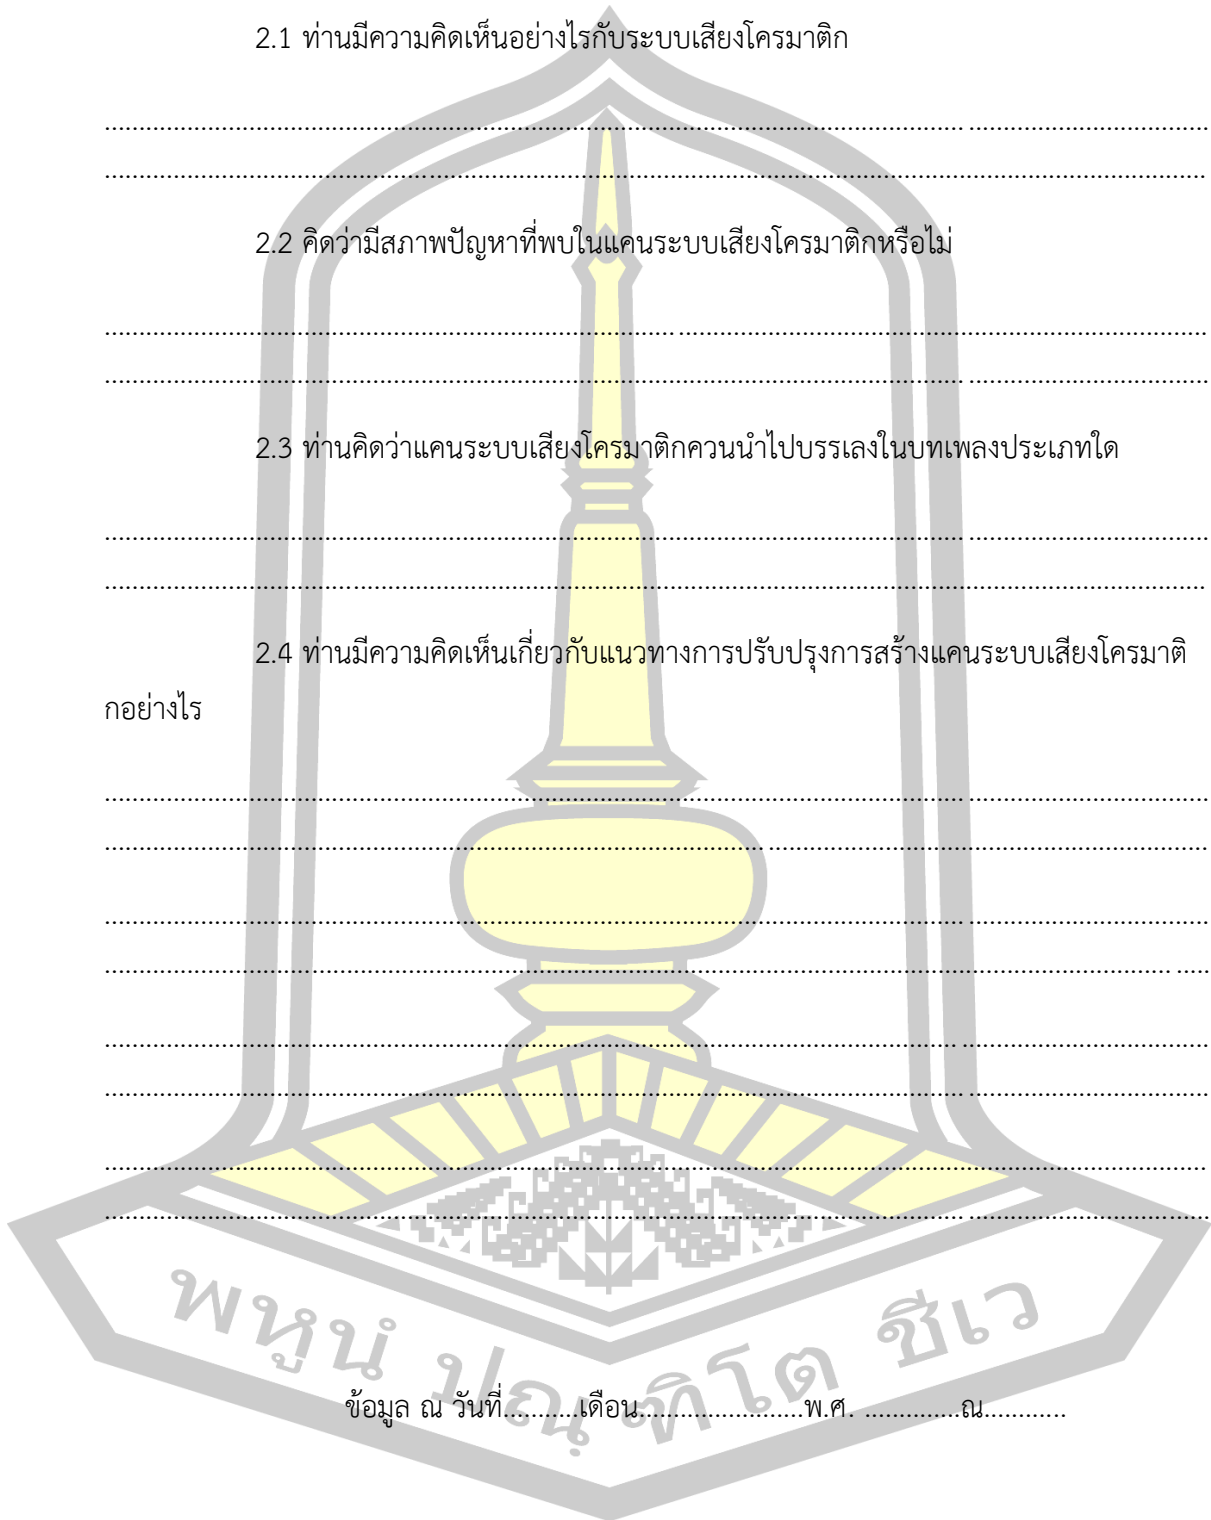 2.1 ท่านมีความคิดเห็นอย่างไรกับระบบเสียงโครมาติก
............................................................................................................................... ...................................
...................................................................................................................................................................
2.2 คิดว่ามีสภาพปัญหาที่พบในแคนระบบเสียงโครมาติกหรือไม่
.................................................................................... ..............................................................................
............................................................................................................................... ...................................
2.3 ท่านคิดว่าแคนระบบเสียงโครมาติกควนนำไปบรรเลงในบทเพลงประเภทใด
............................................................................................................................... ...................................
...................................................................................................................................................................
2.4 ท่านมีความคิดเห็นเกี่ยวกับแนวทางการปรับปรุงการสร้างแคนระบบเสียงโครมาติ
กอย่างไร
............................................................................................................................... ...................................
................................................................................................. .................................................................
............................................................................................................................... ...................................
............................................................................................................................................................. .....
.............................................................................................................................. ....................................
............................................................................................................................... ...................................
...................................................................................................................................................................
............................................................................................................................... ...................................
พหูนํ ปณฺฑิโต ชีเว
ข้อมูล ณ วันที่...........เดือน........................พ.ศ. ..............ณ............